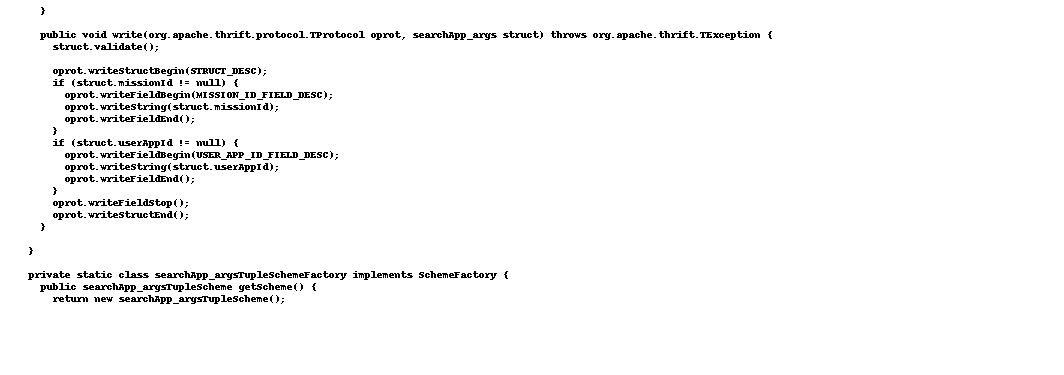 }

    public void write(org.apache.thrift.protocol.TProtocol oprot, searchApp_args struct) throws org.apache.thrift.TException {
      struct.validate();

      oprot.writeStructBegin(STRUCT_DESC);
      if (struct.missionId != null) {
        oprot.writeFieldBegin(MISSION_ID_FIELD_DESC);
        oprot.writeString(struct.missionId);
        oprot.writeFieldEnd();
      }
      if (struct.userAppId != null) {
        oprot.writeFieldBegin(USER_APP_ID_FIELD_DESC);
        oprot.writeString(struct.userAppId);
        oprot.writeFieldEnd();
      }
      oprot.writeFieldStop();
      oprot.writeStructEnd();
    }

  }

  private static class searchApp_argsTupleSchemeFactory implements SchemeFactory {
    public searchApp_argsTupleScheme getScheme() {
      return new searchApp_argsTupleScheme();